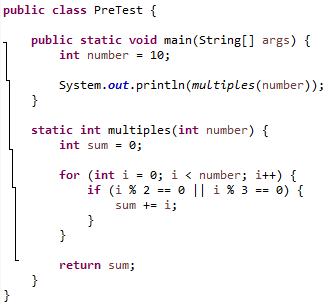 public class PreTest {
public static void main(String[] args) {
int number = 10;
System.out.println(multiples(number));
}
static int multiples(int number) {
int sum = 0;
for (int i = 0; i < number; i++) {
if (i % 2 == 0 || i % 3 == 0) {
sum += i;
}
}
return sum;
}
}